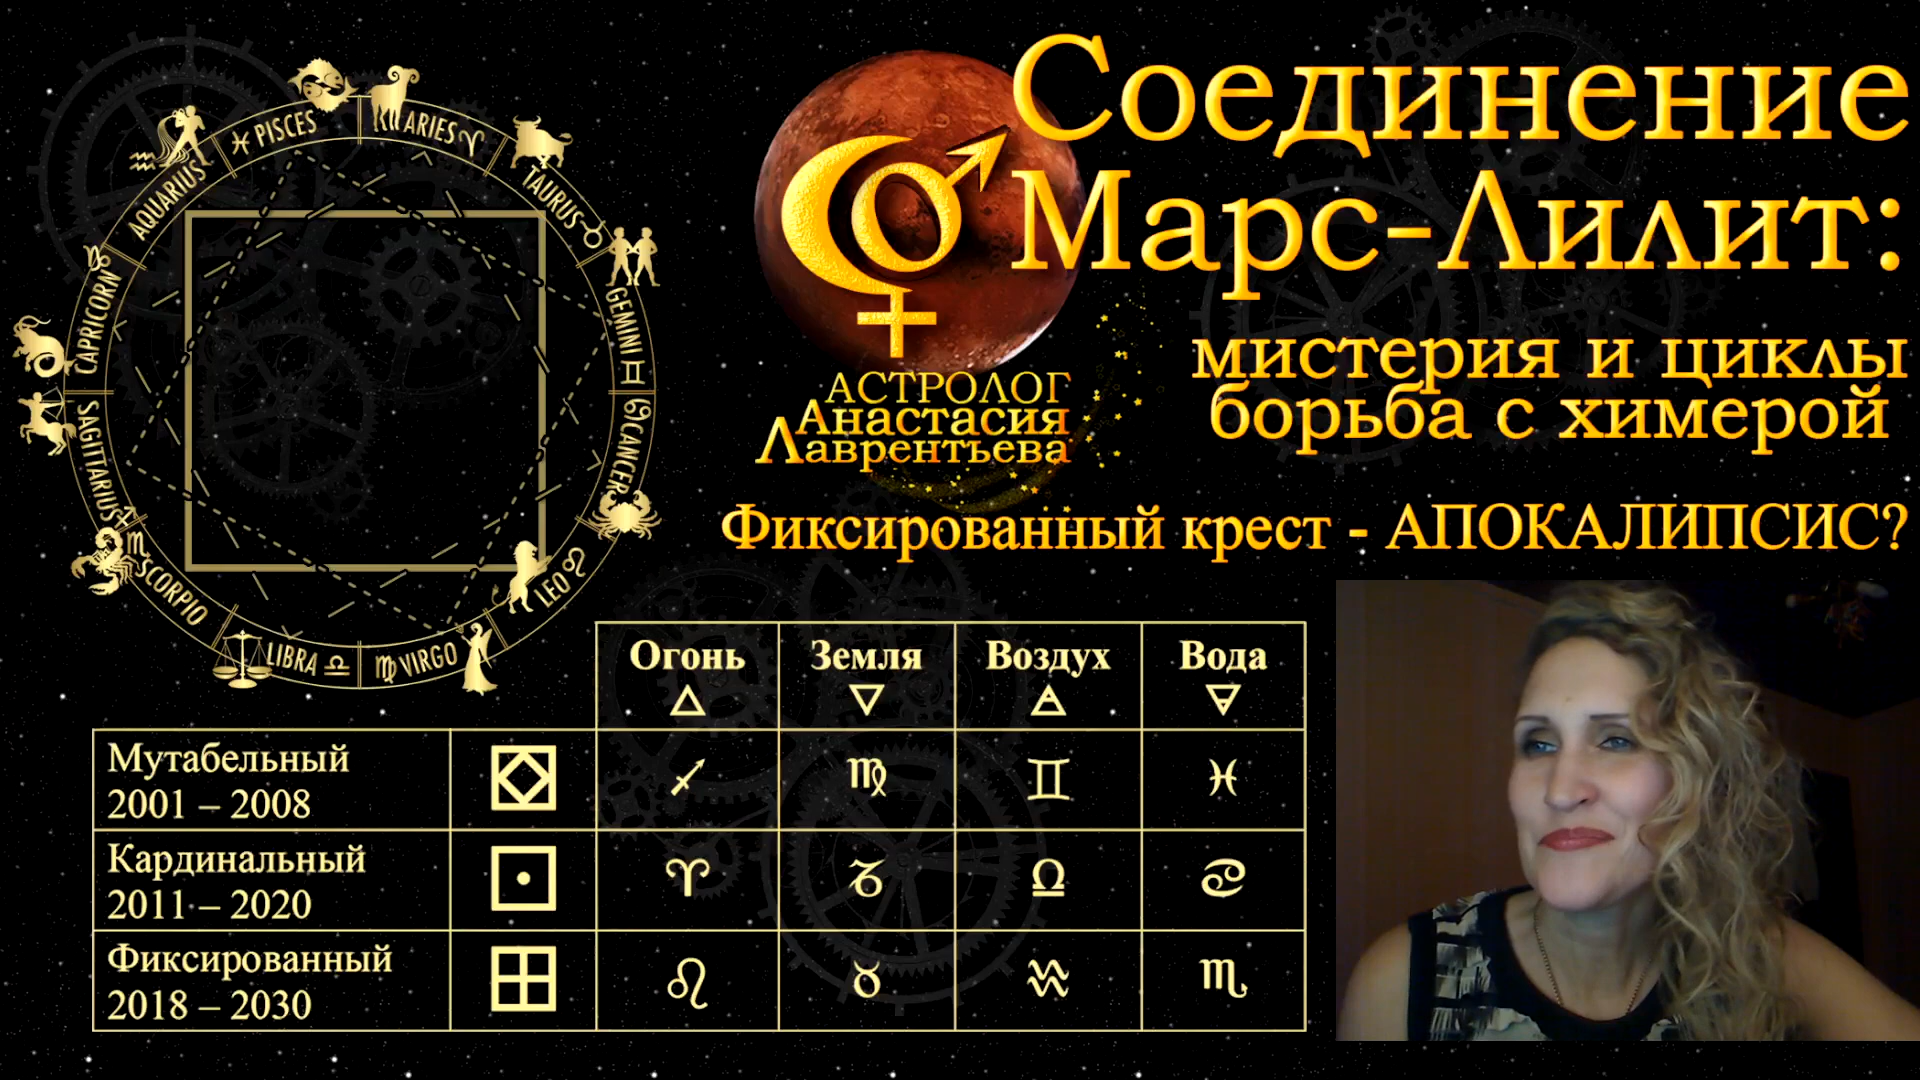 Соединение
Марс-Лилит:
мистерия и циклы
борьба с химерой
АСТРОЛОГ
Анастасия
Лаврентьева
Фиксированный крест - АПОКАЛИПСИС?
♓ PISCES
ARIES ♈
TAURUS ♉
GEMINI ♊
♋ CANCER
LEO ♌
♍ VIRGO
LIBRA ♎
♏ SCORPIO
SAGITTARIUS ♐
CAPRICORN ♑
AQUARIUS ♒
Огонь Земля Воздух Вода
🜂 🜃 🜁 🜄
Мутабельный
2001 – 2008 ♐ ♍ ♊ ♓
Кардинальный
2011 – 2020 ♈ ♑ ♎ ♋
Фиксированный
2018 – 2030 ♌ ♉ ♒ ♏